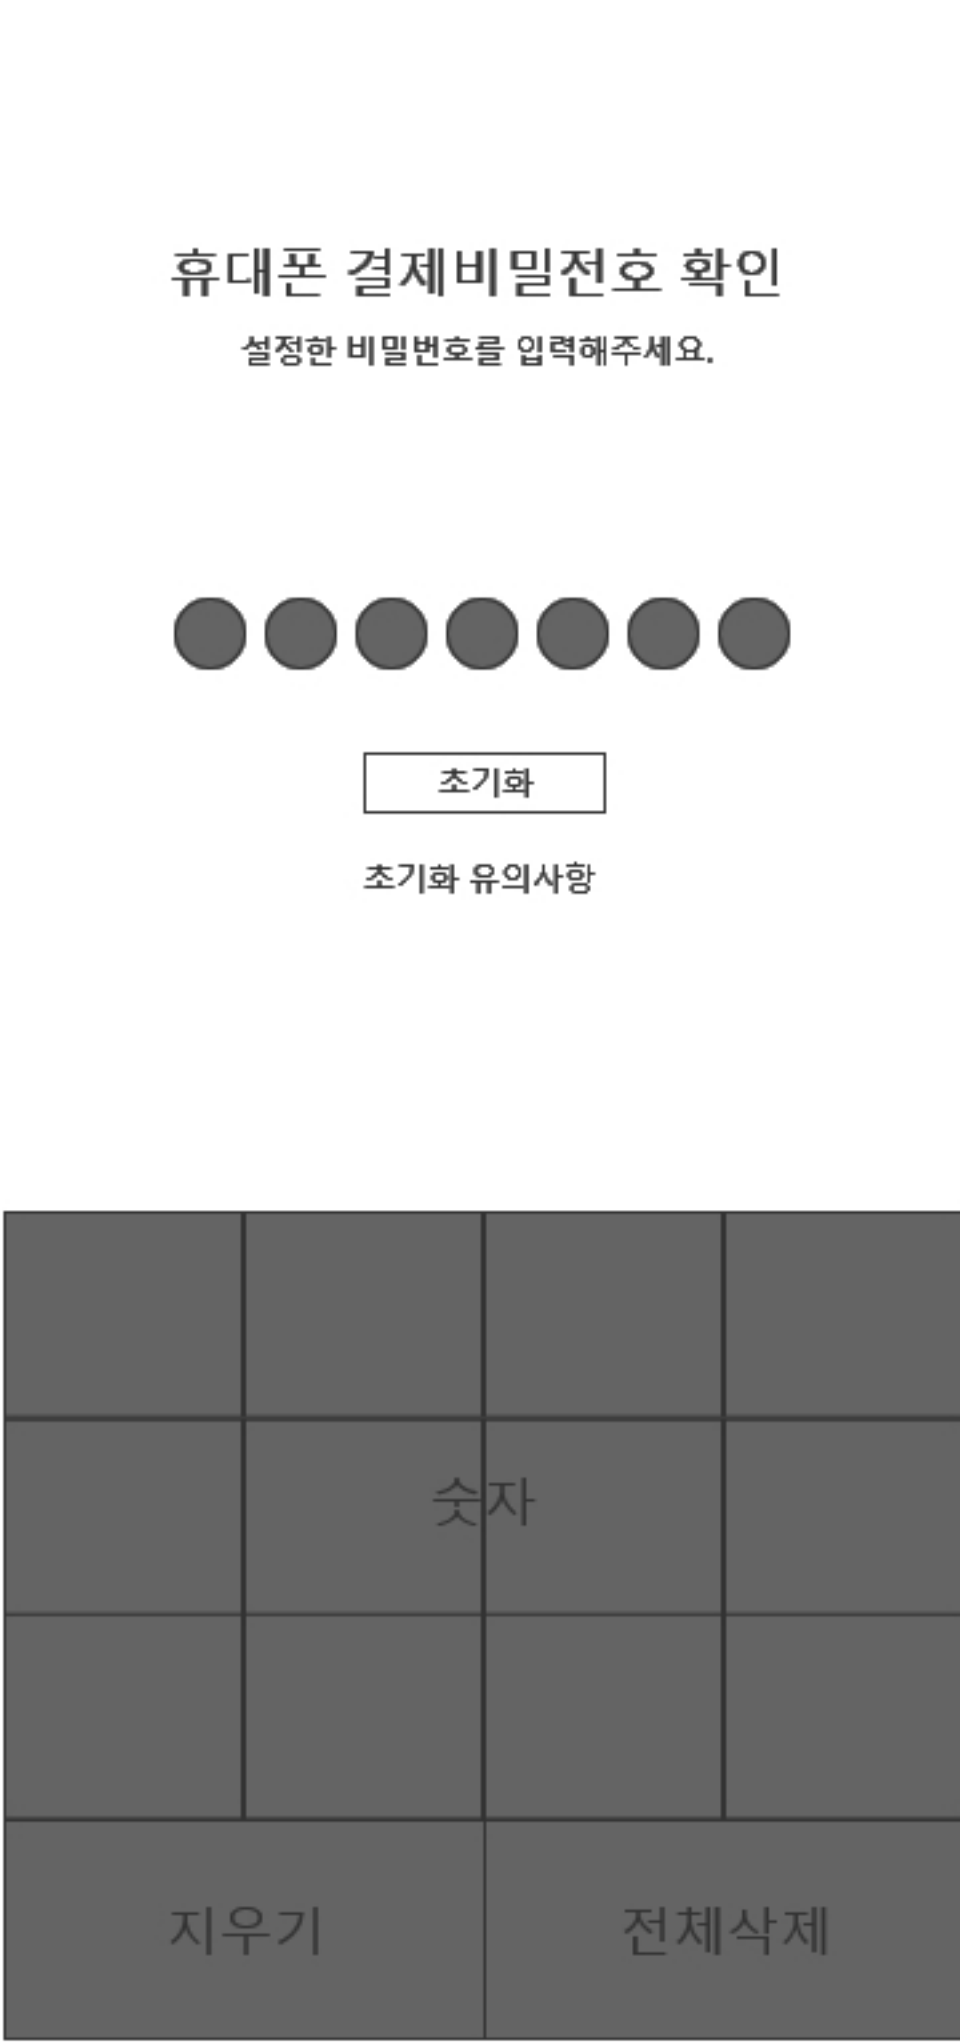 휴대폰 결제비밀전호 확인
설정한 비밀번호를 입력해주세요.
초기화
초기화 유의사항
숫자
지우기 전체삭제